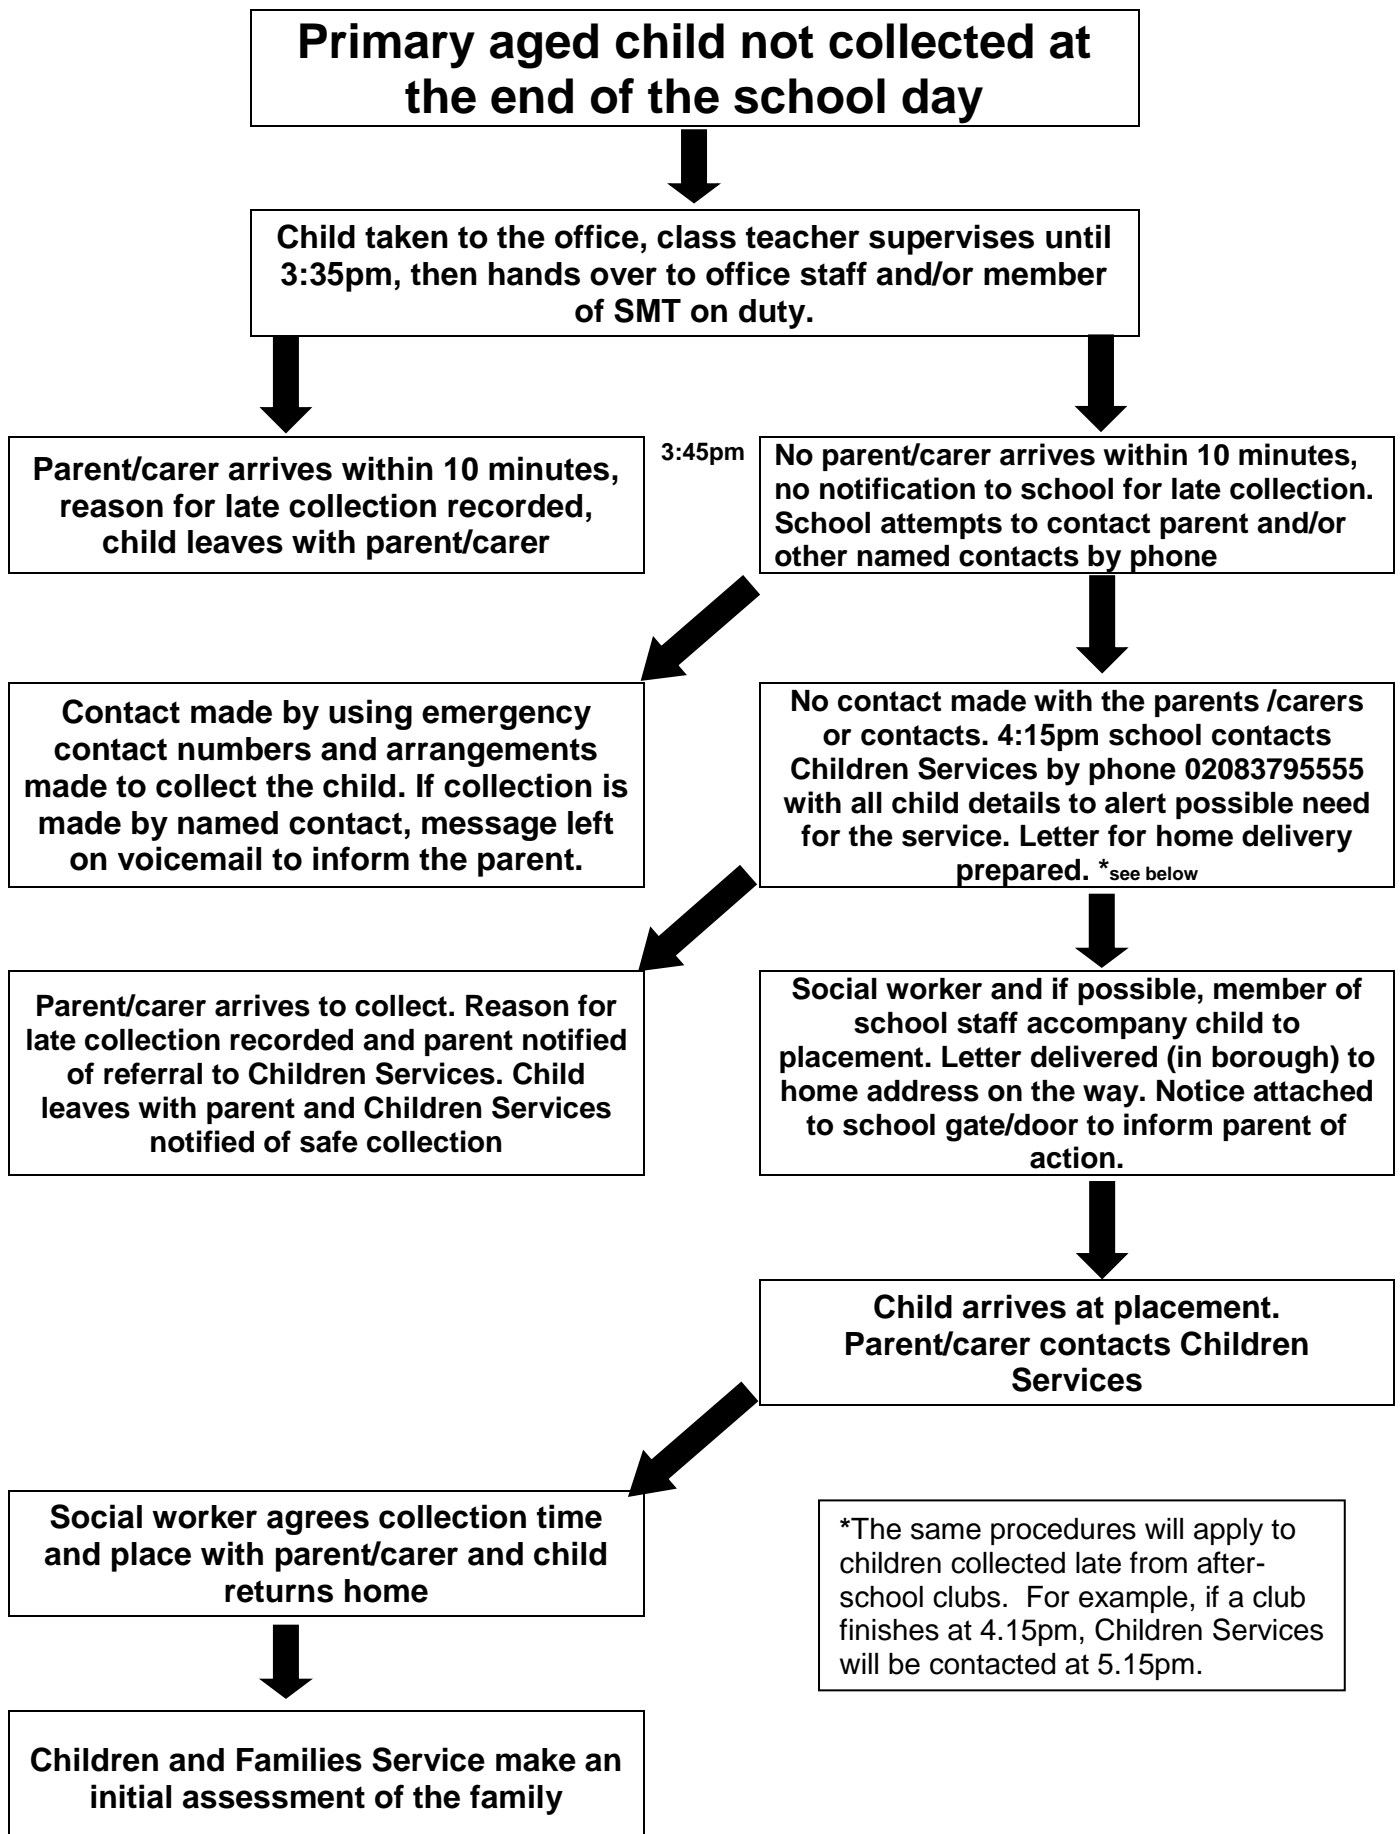 Primary aged child not collected at
the end of the school day
Child taken to the office, class teacher supervises until
3:35pm, then hands over to office staff and/or member
of SMT on duty.
Parent/carer arrives within 10 minutes,
reason for late collection recorded,
child leaves with parent/carer
3:45pm
No parent/carer arrives within 10 minutes,
no notification to school for late collection.
School attempts to contact parent and/or
other named contacts by phone
Contact made by using emergency
contact numbers and arrangements
made to collect the child. If collection is
made by named contact, message left
on voicemail to inform the parent.
No contact made with the parents /carers
or contacts. 4:15pm school contacts
Children Services by phone 02083795555
with all child details to alert possible need
for the service. Letter for home delivery
prepared. *see below
Parent/carer arrives to collect. Reason for
late collection recorded and parent notified
of referral to Children Services. Child
leaves with parent and Children Services
notified of safe collection
Social worker and if possible, member of
school staff accompany child to
placement. Letter delivered (in borough) to
home address on the way. Notice attached
to school gate/door to inform parent of
action.
Child arrives at placement.
Parent/carer contacts Children
Services
Social worker agrees collection time
and place with parent/carer and child
returns home
*The same procedures will apply to
children collected late from after-
school clubs.  For example, if a club
finishes at 4.15pm, Children Services
will be contacted at 5.15pm.
Children and Families Service make an
initial assessment of the family